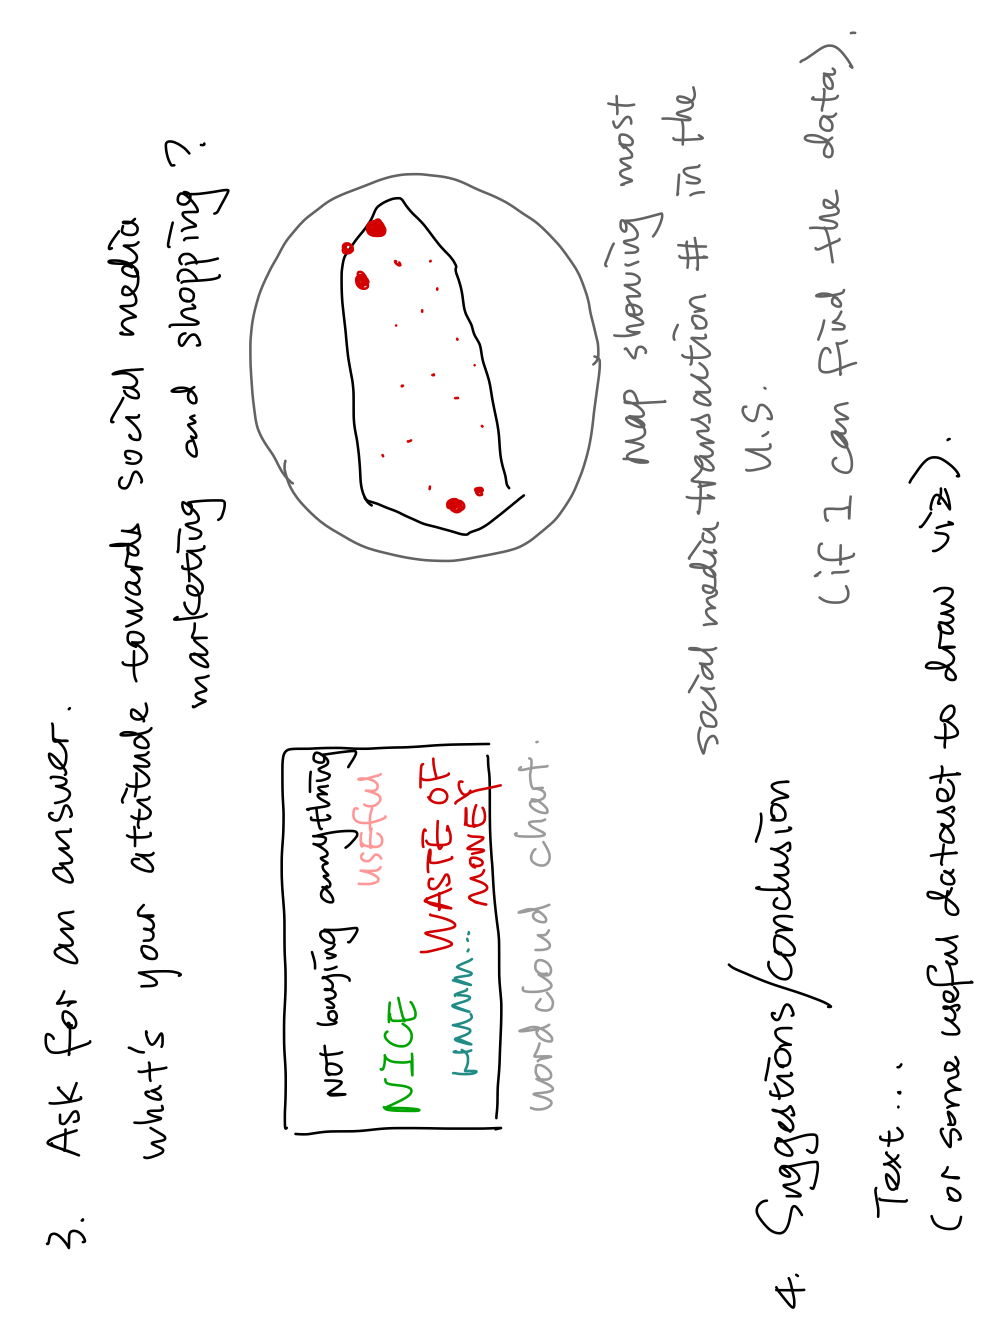 3. Ask for an answer.
what's your attitude towards social media
marketing and shopping?
Not buying anything
USEfUl
NICE
WASTE OF
MONEY
HMMM...
wordcloud chart.
Map showing most
social media transaction # in the
U.S.
(if I can find the data).
4. Suggestions/conclusion
Text...
(or some useful dataset to draw viz).